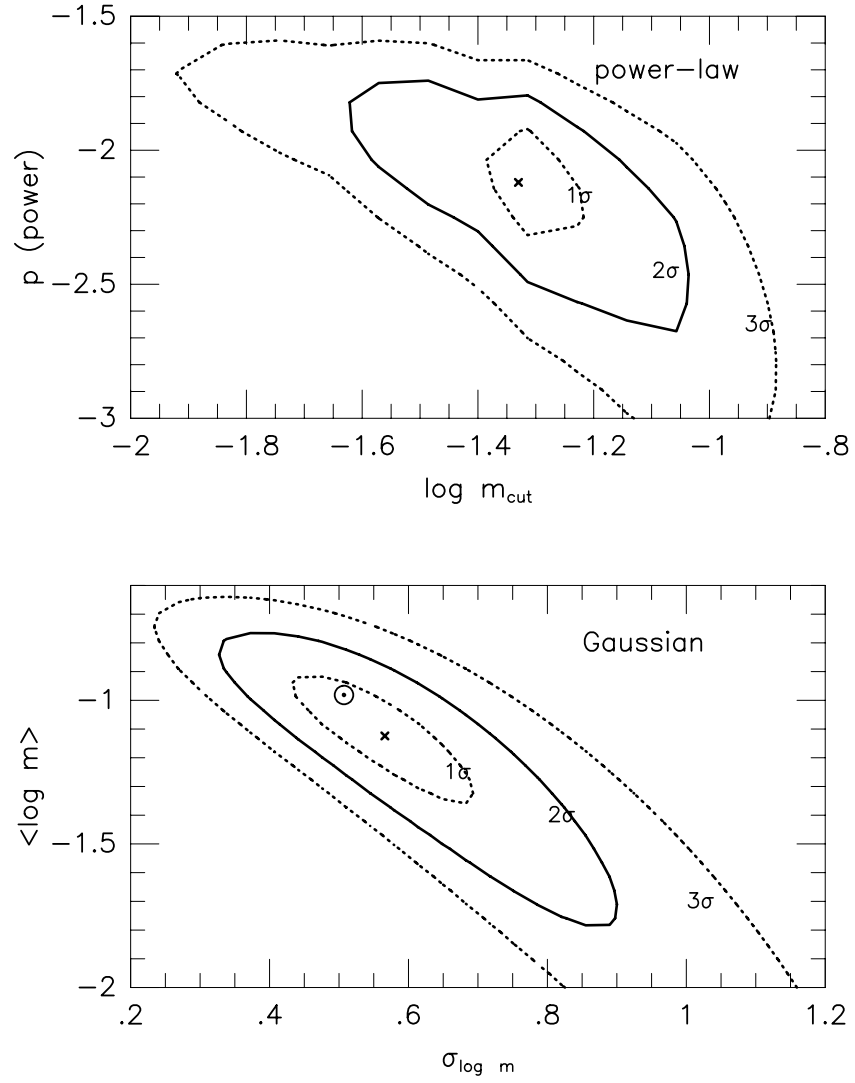 −1.5
power−law
1σ
−2
p (power)
2σ
−2.5
3σ
−3
−2 −1.8 −1.6 −1.4 −1.2 −1 −.8
log m_cut
Gaussian
−1
1σ
<log m>
2σ
−1.5
3σ
−2
.2 .4 .6 .8 1 1.2
σ_log m